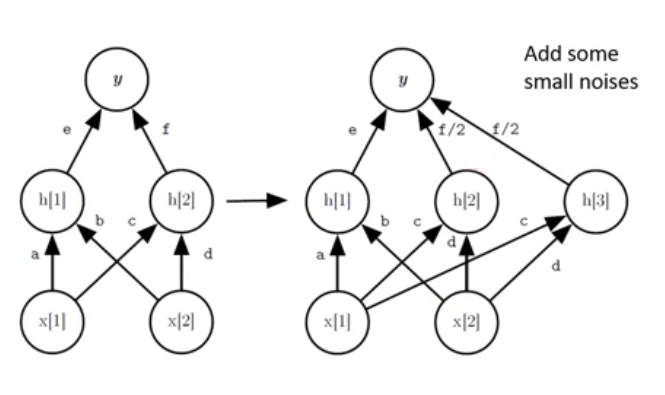 Add some
small noises
y
y
e
f
e
f/2
f/2
h[1]
h[2]
h[1]
h[2]
h[3]
b
c
b
c
c
a
d
a
d
d
x[1]
x[2]
x[1]
x[2]